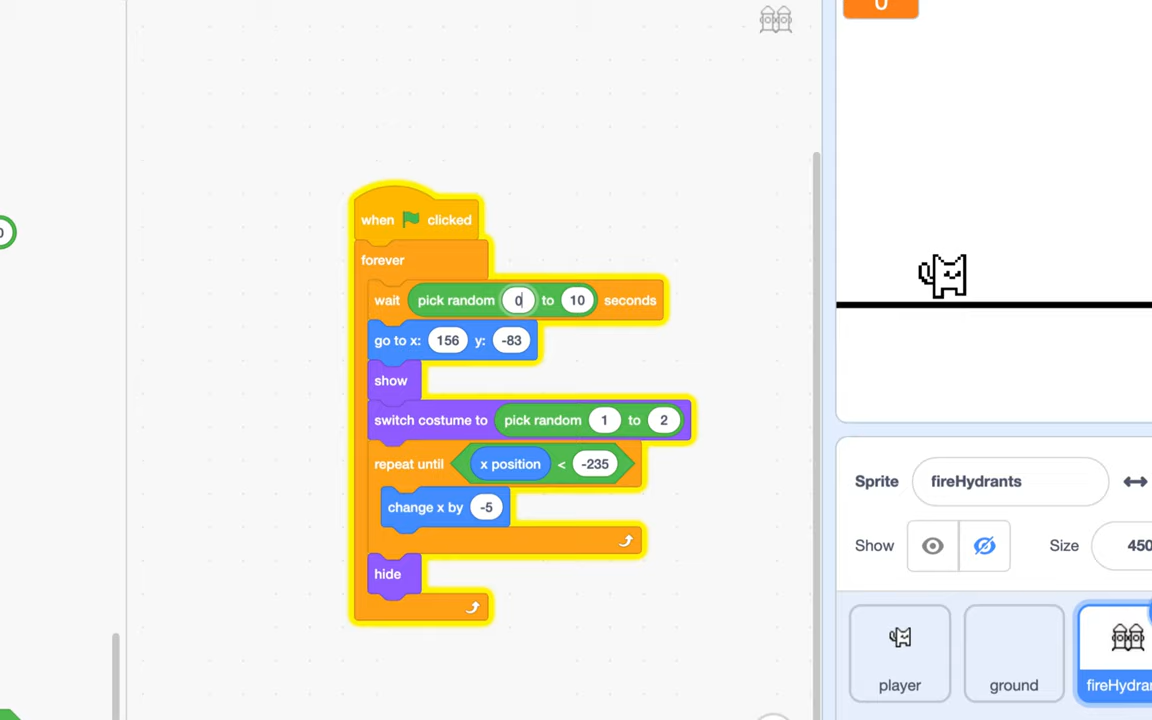 0
when clicked
forever
wait pick random 0 to 10 seconds
go to x: 156 y: -83
show
switch costume to pick random 1 to 2
repeat until x position < -235
change x by -5
hide
Sprite fireHydrants
Show Size 450
player ground fireHydran